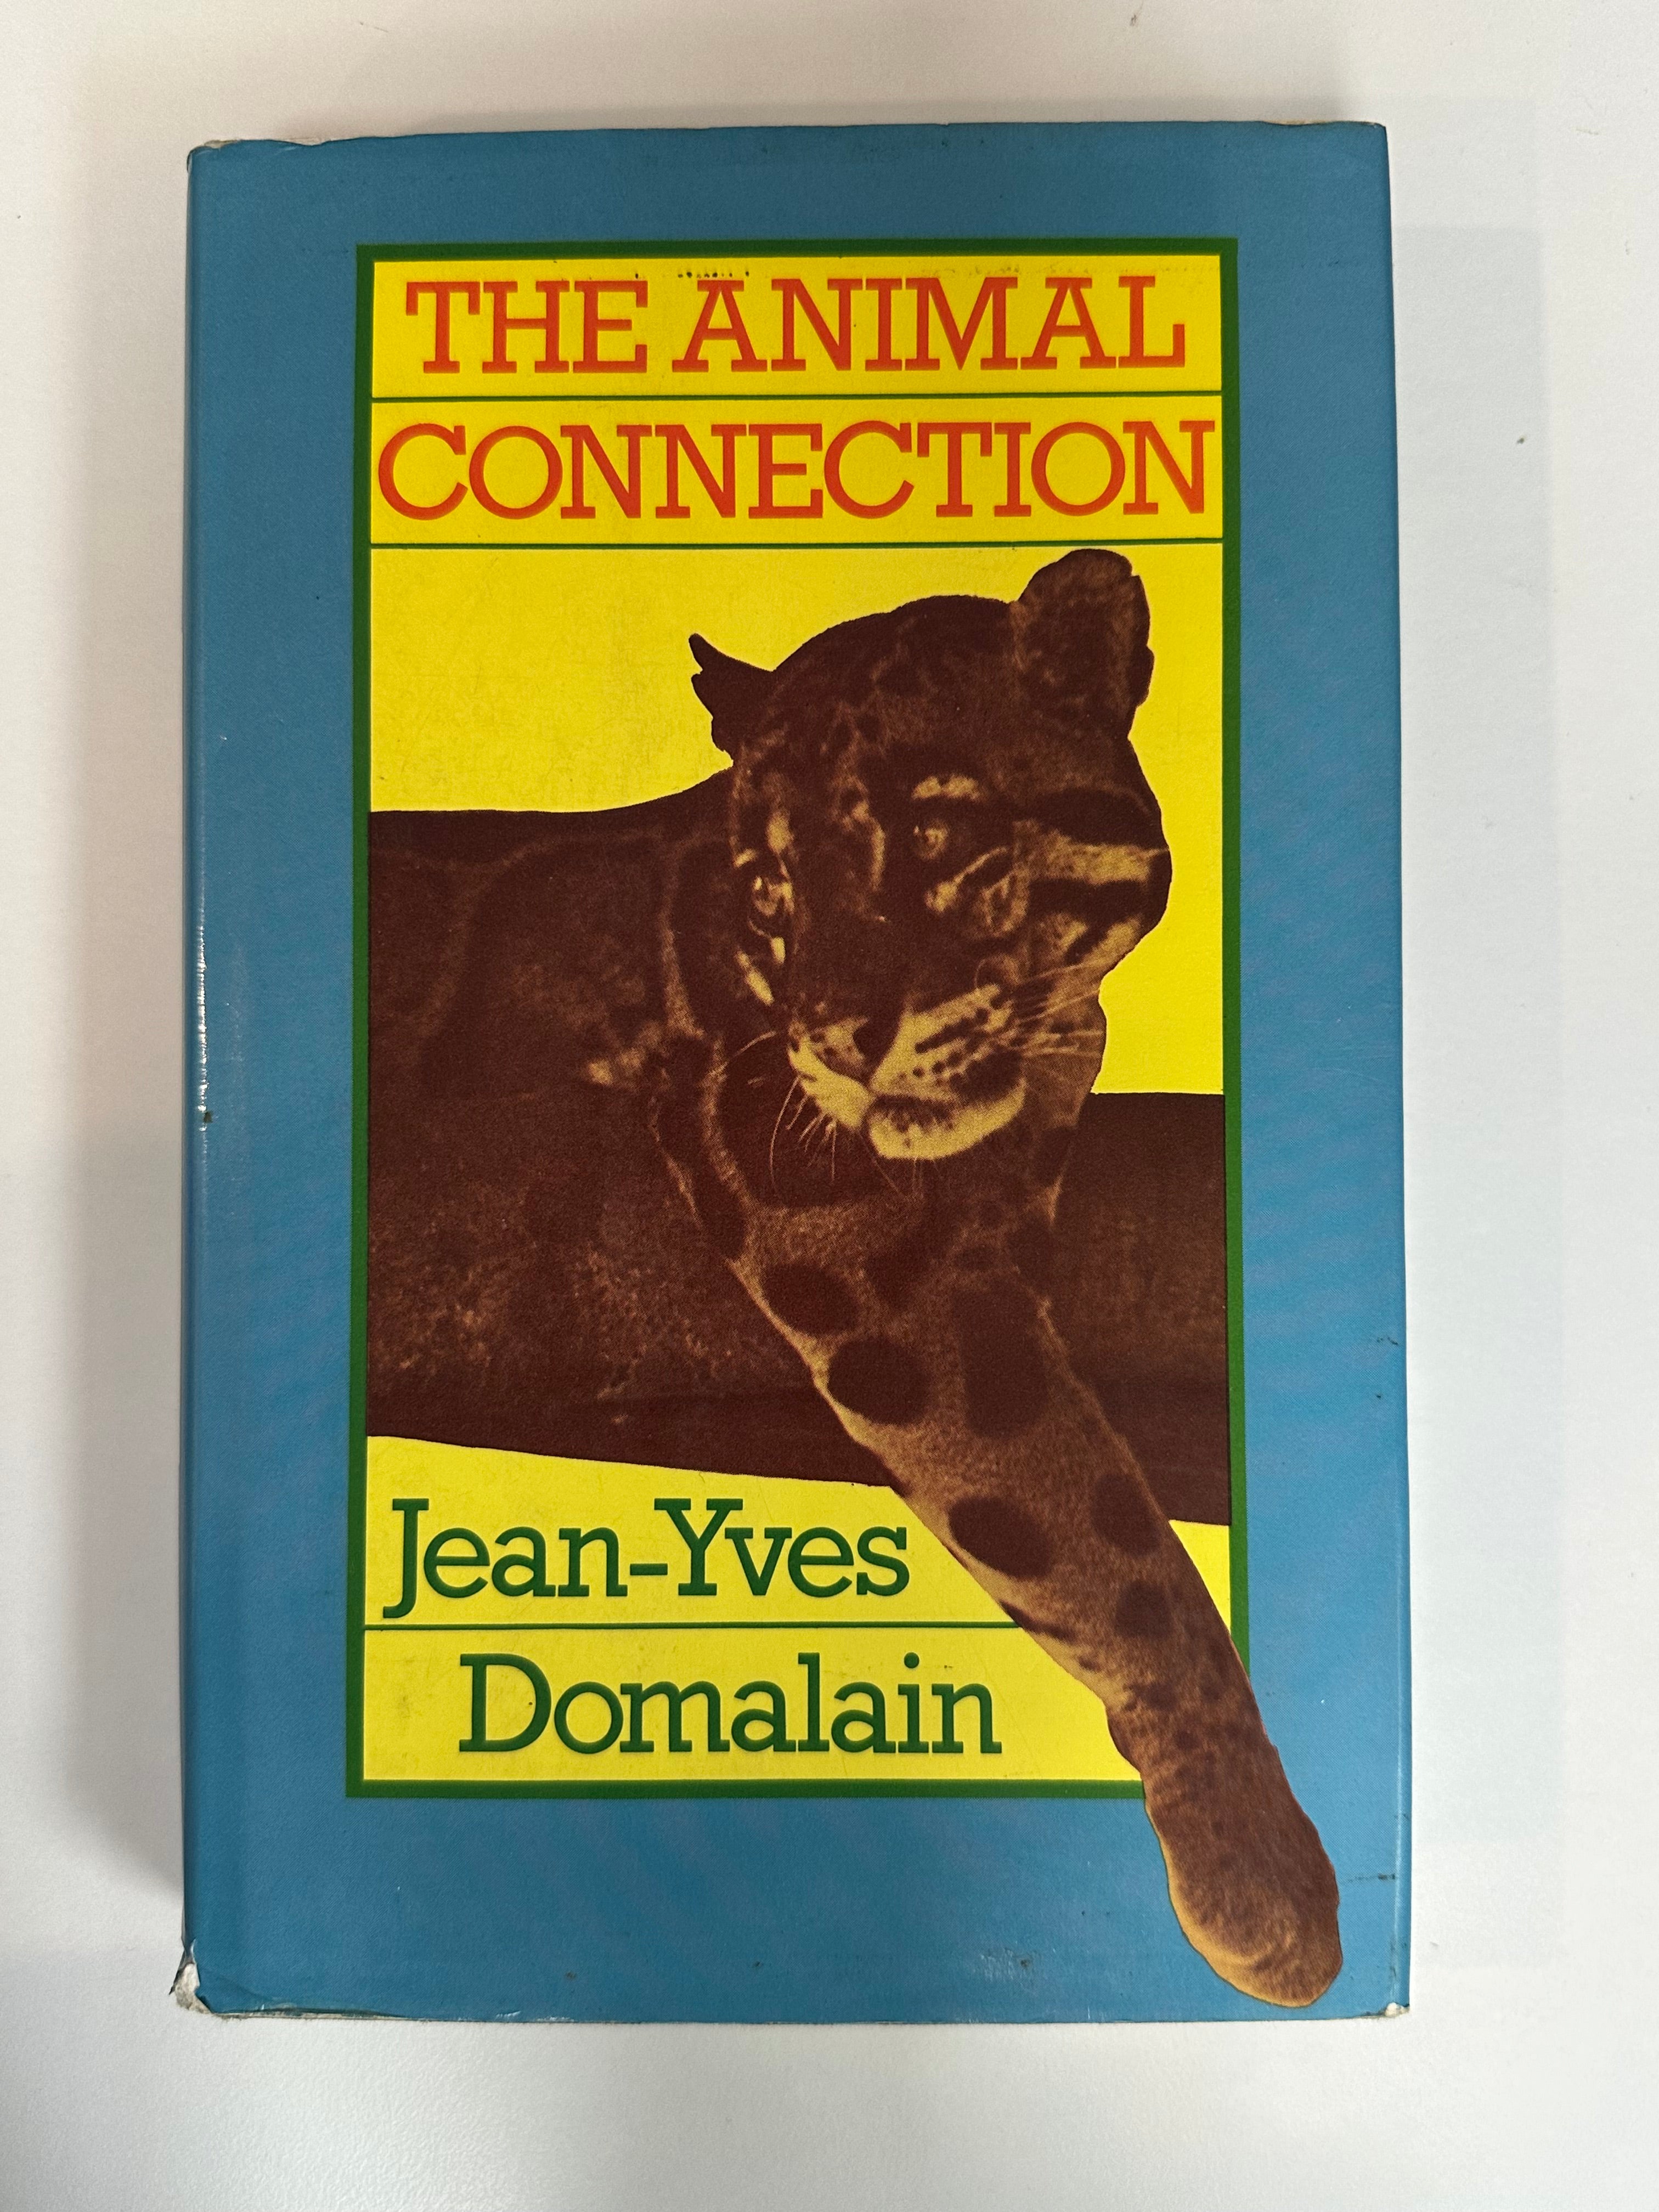 THE ANIMAL
CONNECTION
Jean-Yves
Domalain